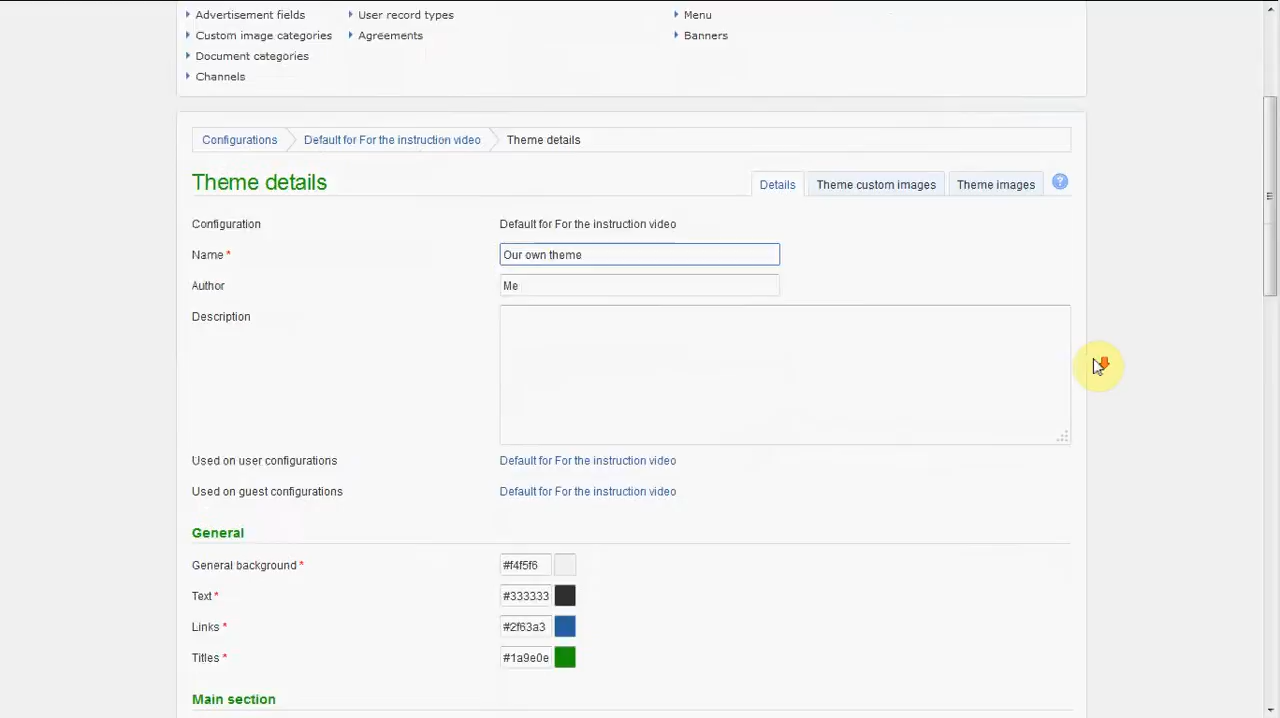 Advertisement fields User record types Menu
Custom image categories Agreements Banners
Document categories
Channels
Configurations Default for For the instruction video Theme details
Theme details Details Theme custom images Theme images ?
Configuration Default for For the instruction video
Name * Our own theme
Author Me
Description
Used on user configurations Default for For the instruction video
Used on guest configurations Default for For the instruction video
General
General background * #f4f5f6
Text * #333333
Links * #2f63a3
Titles * #1a9e0e
Main section